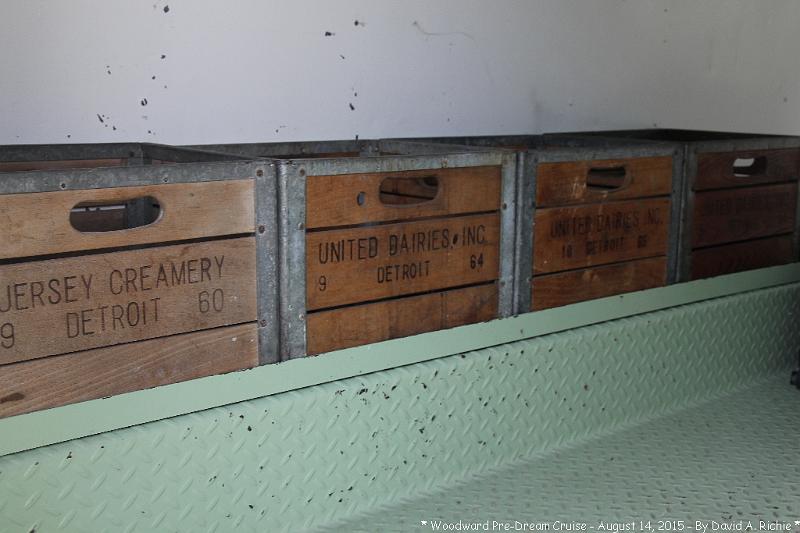 JERSEY CREAMERY
9 DETROIT 60
UNITED DAIRIES, INC.
9 DETROIT 64
UNITED DAIRIES, INC.
DETROIT
* Woodward Pre-Dream Cruise - August 14, 2015 - By David A. Richie *